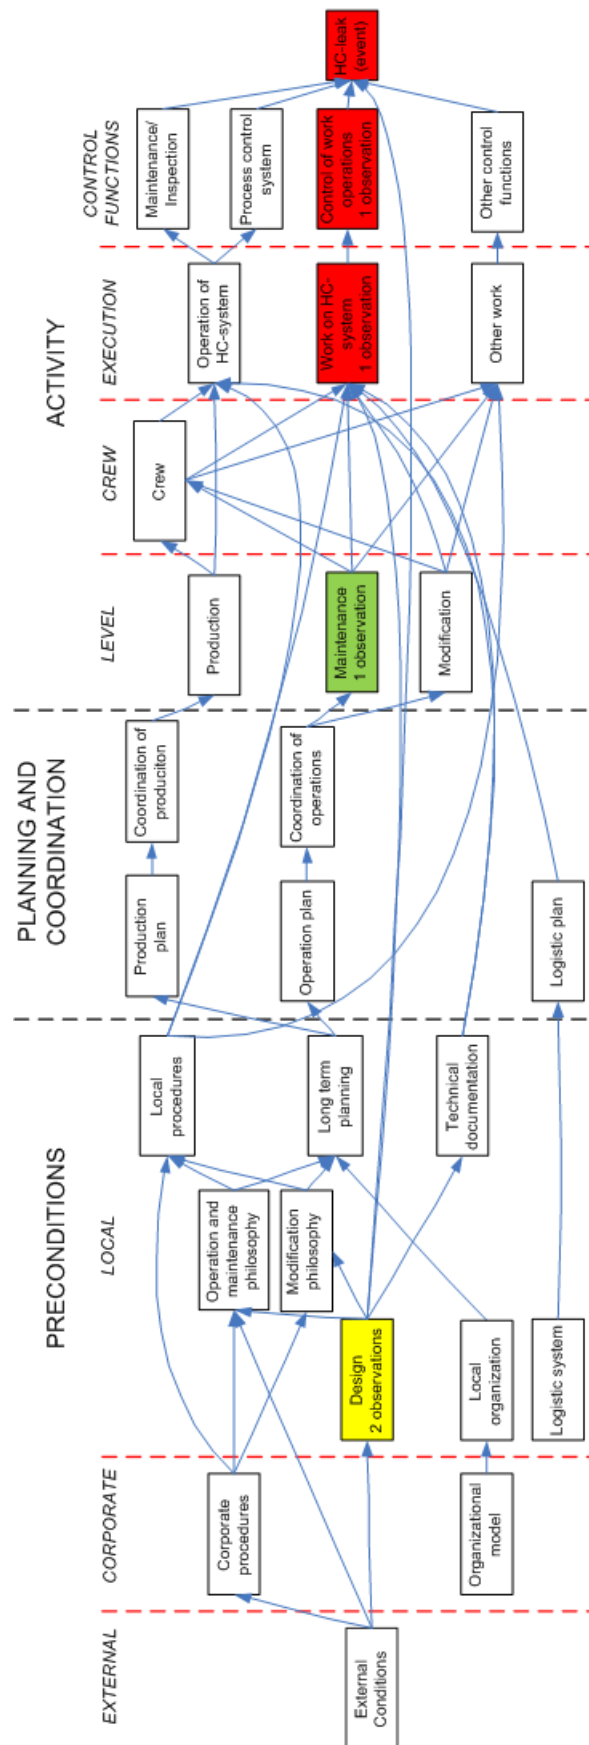 PRECONDITIONS
PLANNING AND
COORDINATION
ACTIVITY
EXTERNAL
CORPORATE
LOCAL
LEVEL
CREW
EXECUTION
CONTROL
FUNCTIONS
External
Conditions
Corporate
procedures
Organizational
model
Operation and
maintenance
philosophy
Modification
philosophy
Design
2 observations
Local
organization
Logistic system
Local
procedures
Long term
planning
Technical
documentation
Production
plan
Operation plan
Logistic plan
Coordination of
produciton
Coordination of
operations
Production
Maintenance
1 observation
Modification
Crew
Operation of
HC-system
Work on HC-
system
1 observation
Other work
Maintenance/
Inspection
Process control
system
Control of work
operations
1 observation
Other control
functions
HC-leak
(event)